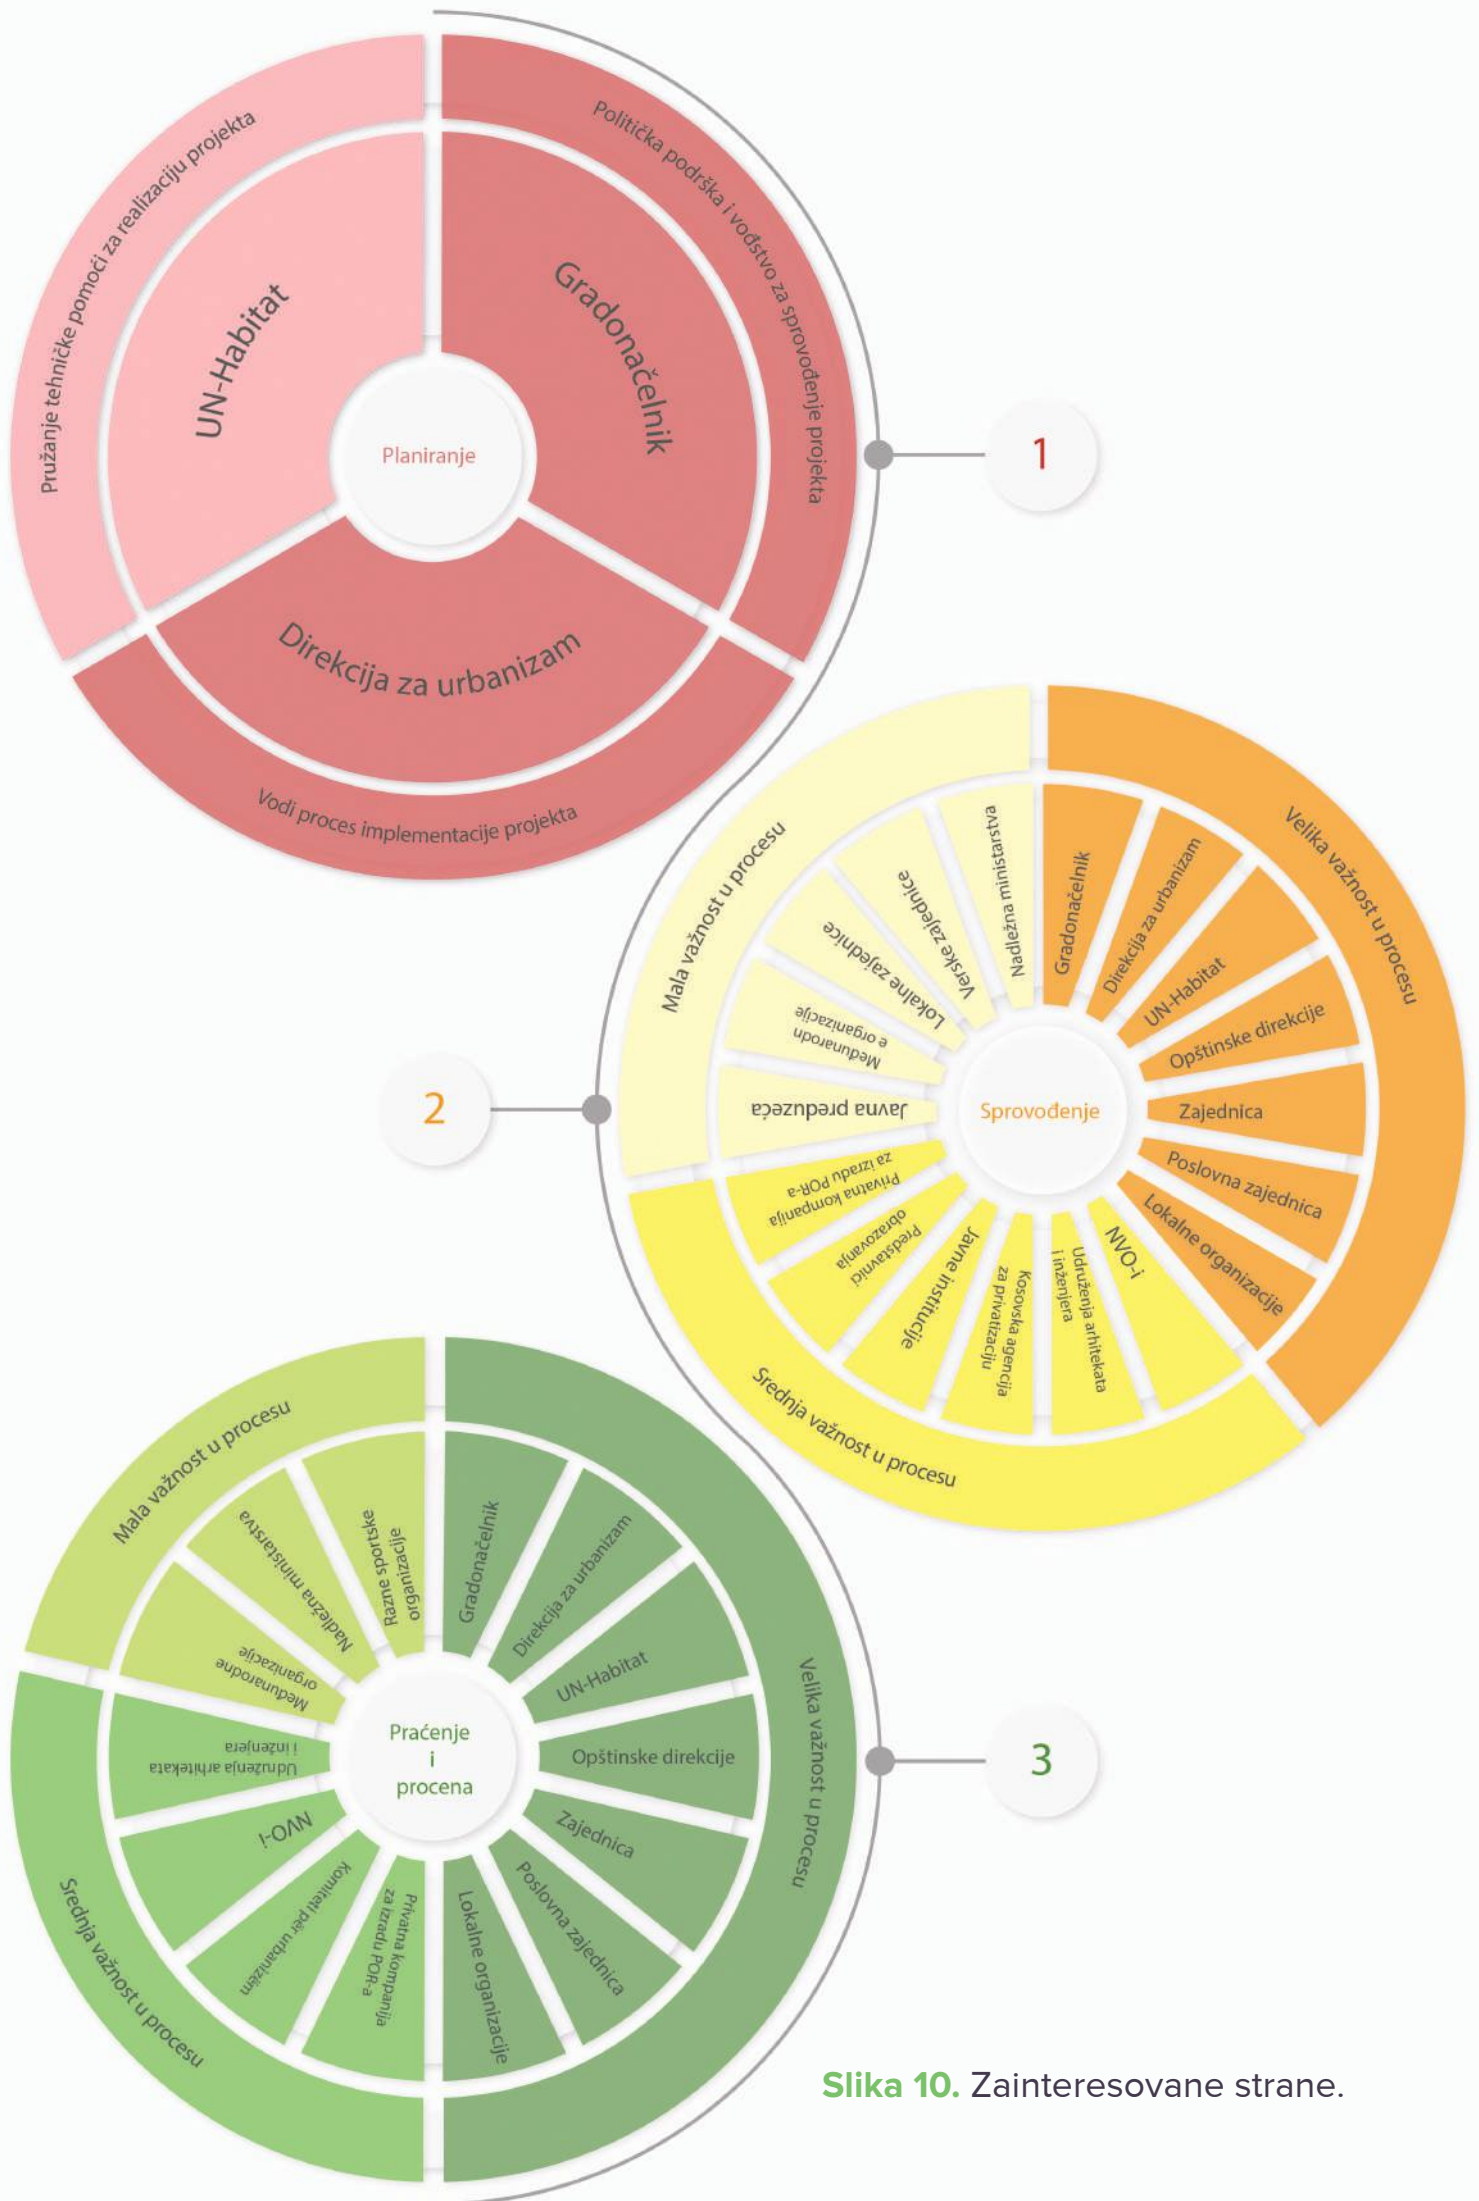 Pružanje tehničke pomoći za realizaciju projekta
Politička podrška i vođstvo za sprovođenje projekta
UN-Habitat
Gradonačelnik
Planiranje
Direkcija za urbanizam
Vodi proces implementacije projekta
1
Mala važnost u procesu
Velika važnost u procesu
Srednja važnost u procesu
Sprovođenje
Gradonačelnik
Direkcija za urbanizam
UN-Habitat
Opštinske direkcije
Zajednica
Poslovna zajednica
Lokalne organizacije
NVO-i
Udruženja arhitekata
i inženjera
Kosovska agencija
za privatizaciju
Javne institucije
Predstavnici
obrazovanja
Privatna kompanija
za izradu POR-a
Javna preduzeća
Međunarodn
e organizacije
Lokalne zajednice
Verske zajednice
Nadležna ministarstva
2
Mala važnost u procesu
Velika važnost u procesu
Srednja važnost u procesu
Praćenje
i
procena
Gradonačelnik
Direkcija za urbanizam
UN-Habitat
Opštinske direkcije
Zajednica
Poslovna zajednica
Lokalne organizacije
Privatna kompanija
za izradu POR-a
Komiteti për urbanizëm
NVO-i
Udruženja arhitekata
i inženjera
Međunarodne
organizacije
Nadležna ministarstva
Razne sportske
organizacije
3
Slika 10. Zainteresovane strane.